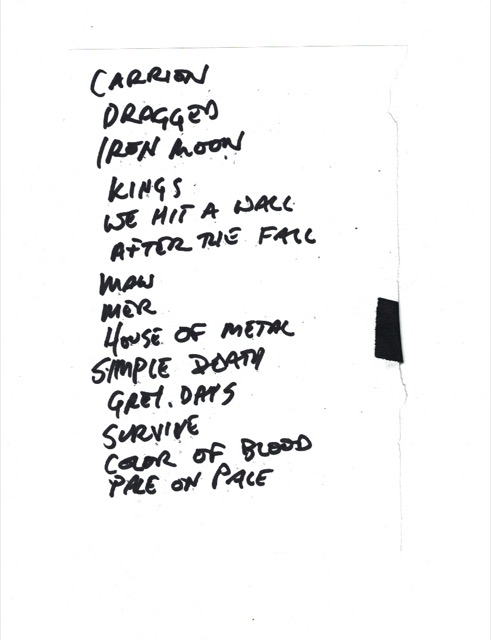 CARRION
DRAGGED
IRON MOON
KINGS
WE HIT A WALL
AFTER THE FALL
MAW
MER
HOUSE OF METAL
SIMPLE DEATH
GREY.DAYS
SURVIVE
COLOR OF BLOOD
PALE ON PALE